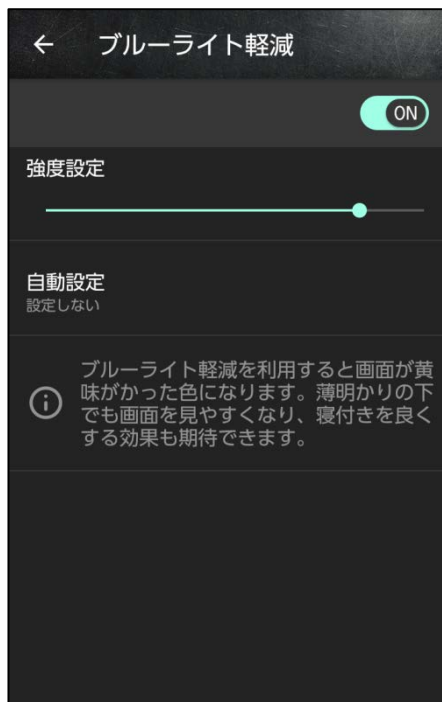 ブルーライト軽減
ON
強度設定
自動設定
設定しない
ブルーライト軽減を利用すると画面が黄
味がかった色になります。薄明かりの下
でも画面を見やすくなり、寝付きを良く
する効果も期待できます。